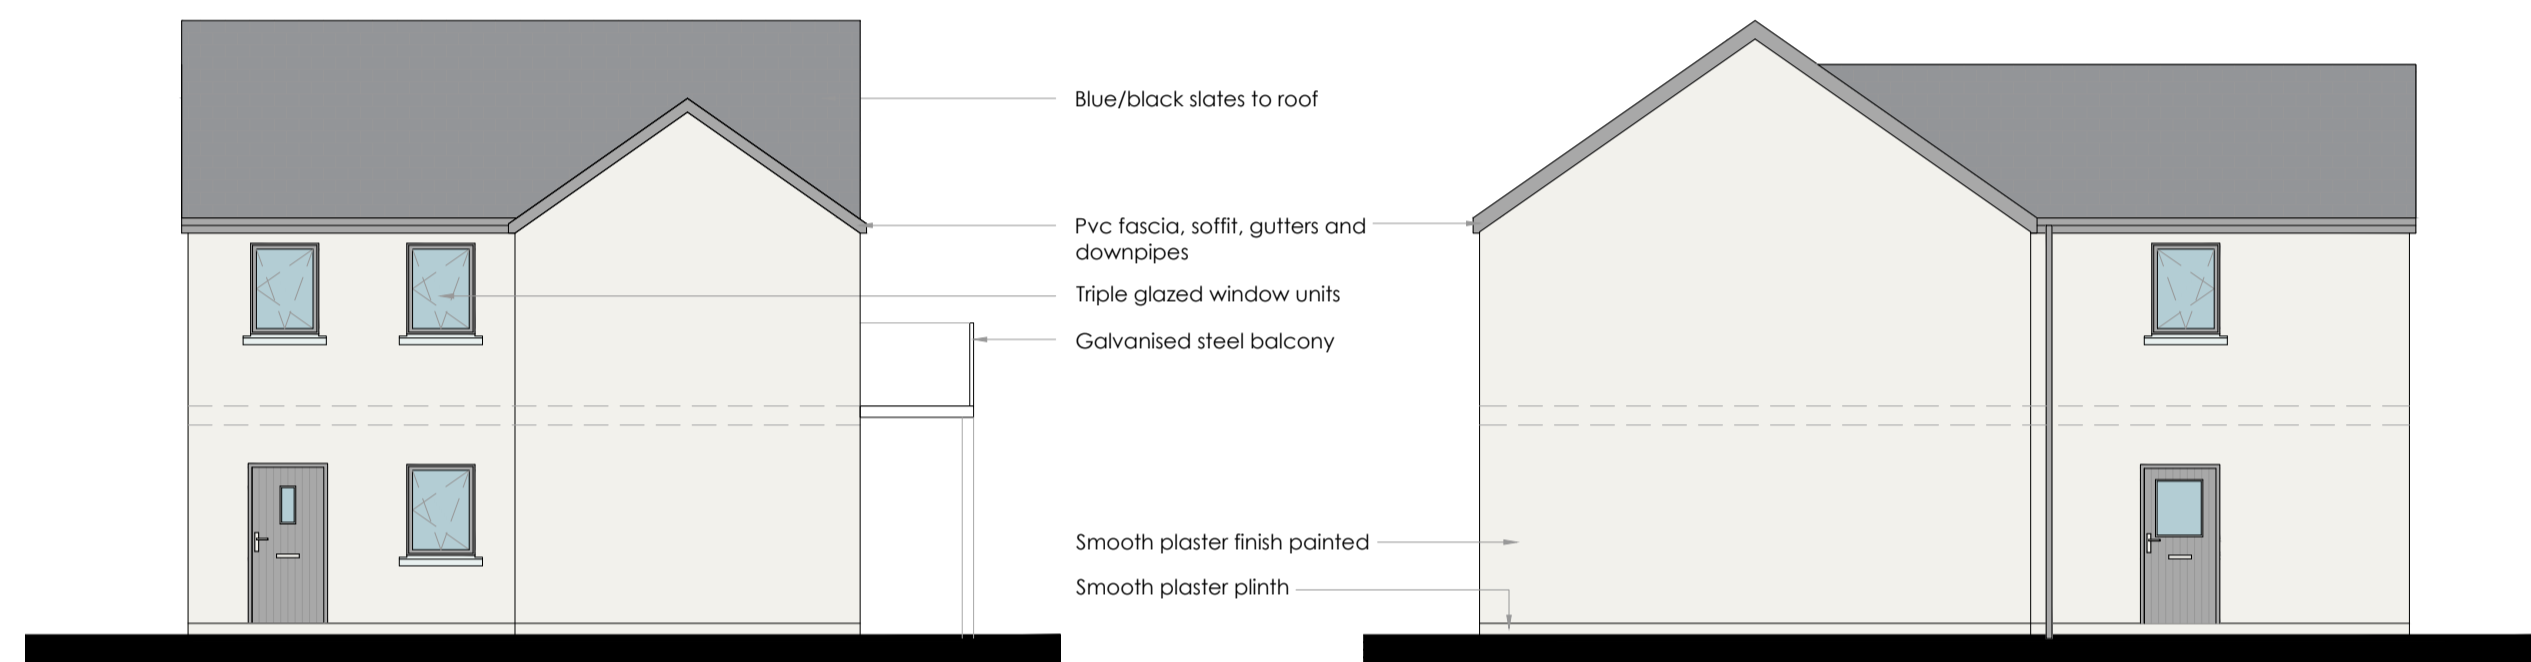 Blue/black slates to roof
Pvc fascia, soffit, gutters and
downpipes
Triple glazed window units
Galvanised steel balcony
Smooth plaster finish painted
Smooth plaster plinth